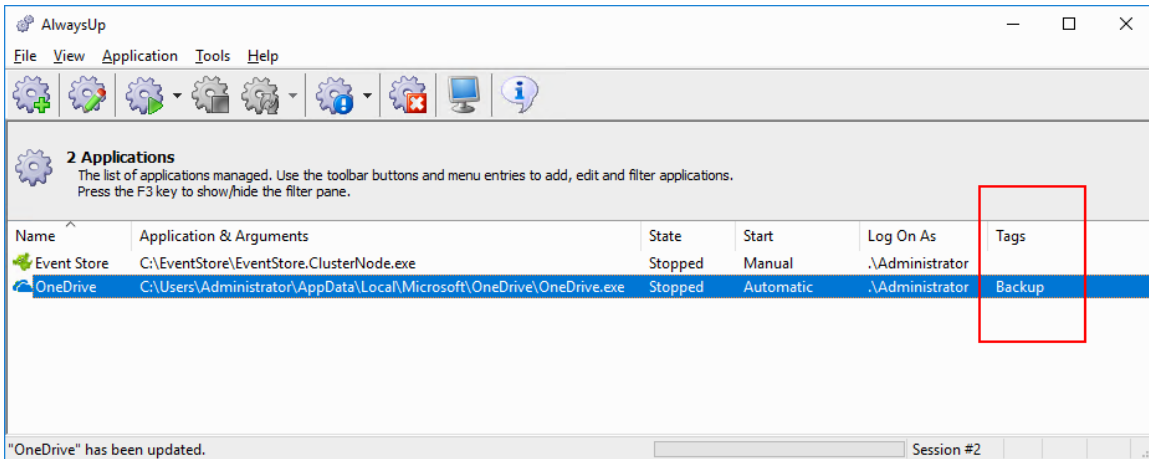 AlwaysUp
File View Application Tools Help
2 Applications
The list of applications managed. Use the toolbar buttons and menu entries to add, edit and filter applications.
Press the F3 key to show/hide the filter pane.
Name Application & Arguments State Start Log On As Tags
Event Store C:\EventStore\EventStore.ClusterNode.exe Stopped Manual .\Administrator
OneDrive C:\Users\Administrator\AppData\Local\Microsoft\OneDrive\OneDrive.exe Stopped Automatic .\Administrator Backup
"OneDrive" has been updated. Session #2